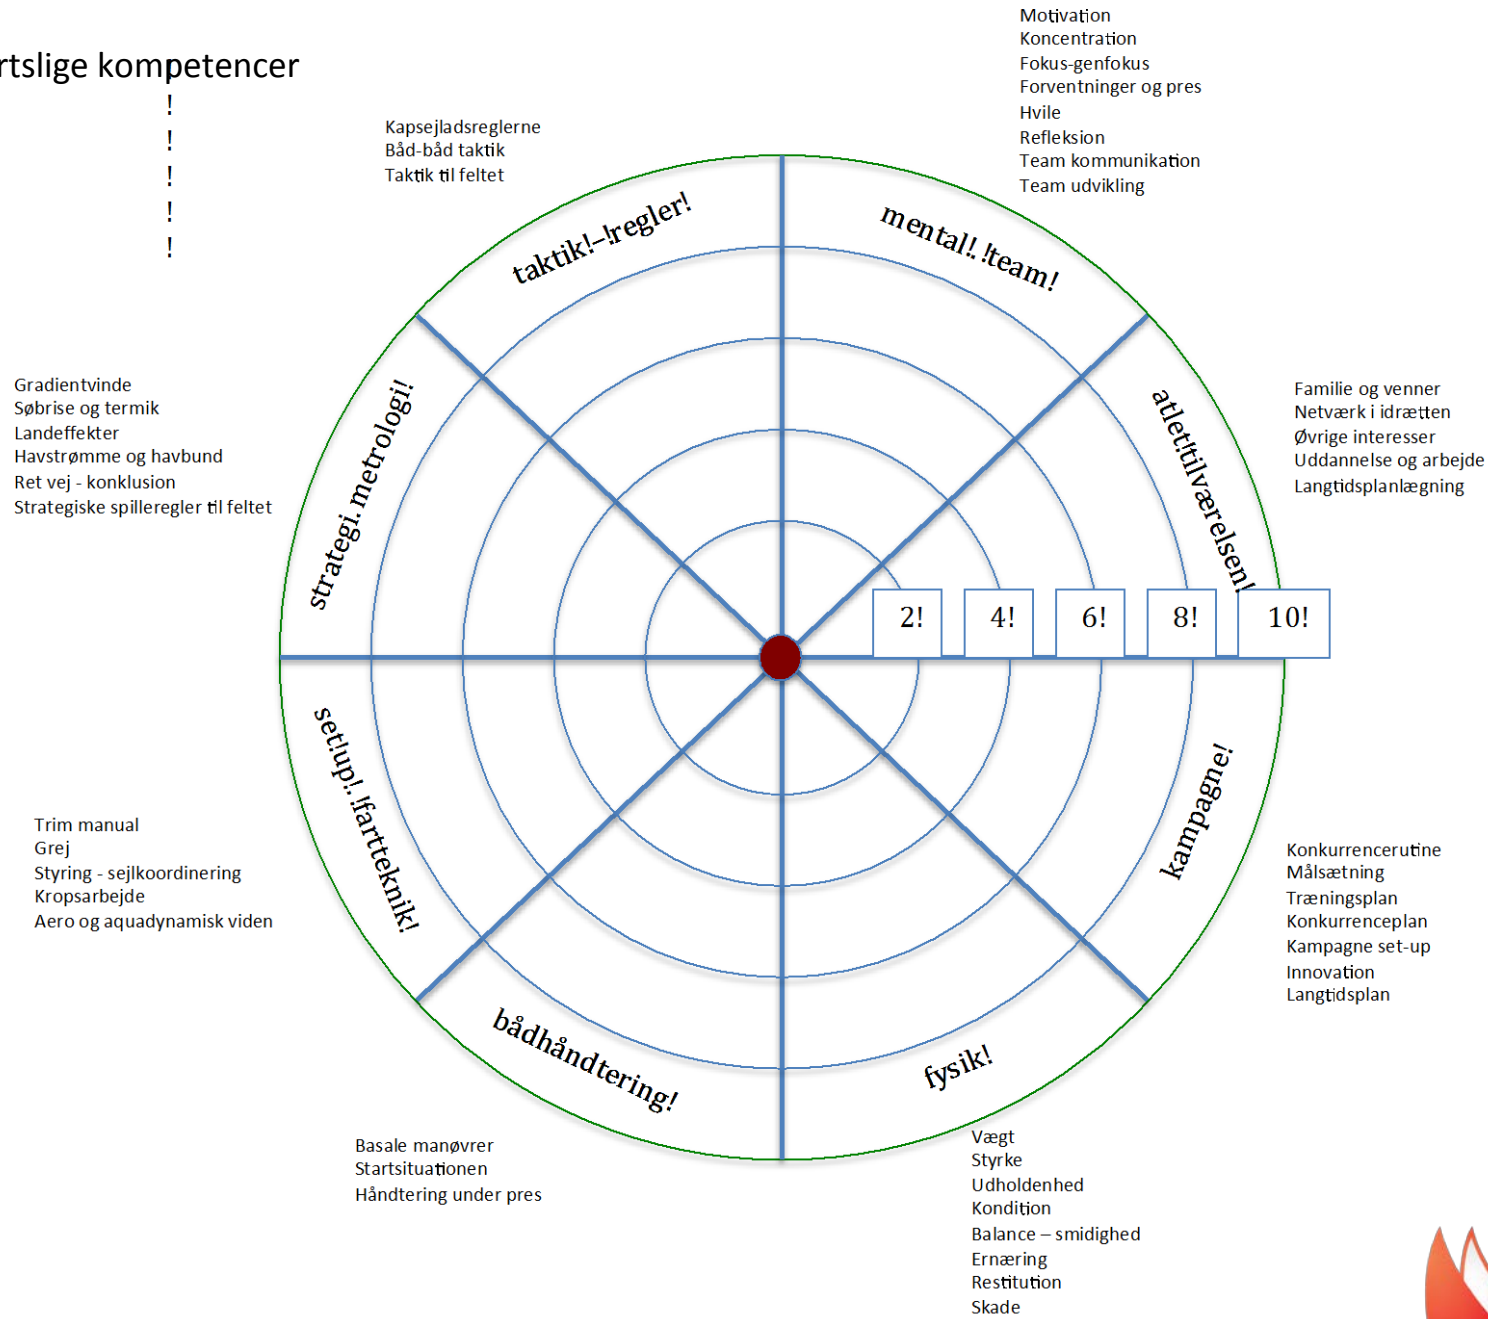 rtslige kompetencer
!
!
!
!
!
Motivation
Koncentration
Fokus-genfokus
Forventninger og pres
Hvile
Refleksion
Team kommunikation
Team udvikling
Kapsejladsreglerne
Båd-båd taktik
Taktik til feltet
taktik!–!regler!
mental!.!team!
Gradientvinde
Søbrise og termik
Landeffekter
Havstrømme og havbund
Ret vej - konklusion
Strategiske spilleregler til feltet
strategi.metrologi!
atlet!tilværelsen!
Familie og venner
Netværk i idrætten
Øvrige interesser
Uddannelse og arbejde
Langtidsplanlægning
2!
4!
6!
8!
10!
set!up!.!fartteknik!
kampagne!
Trim manual
Grej
Styring - sejlkoordinering
Kropsarbejde
Aero og aquadynamisk viden
Konkurrencerutine
Målsætning
Træningsplan
Konkurrenceplan
Kampagne set-up
Innovation
Langtidsplan
bådhåndtering!
fysik!
Basale manøvrer
Startsituationen
Håndtering under pres
Vægt
Styrke
Udholdenhed
Kondition
Balance – smidighed
Ernæring
Restitution
Skade